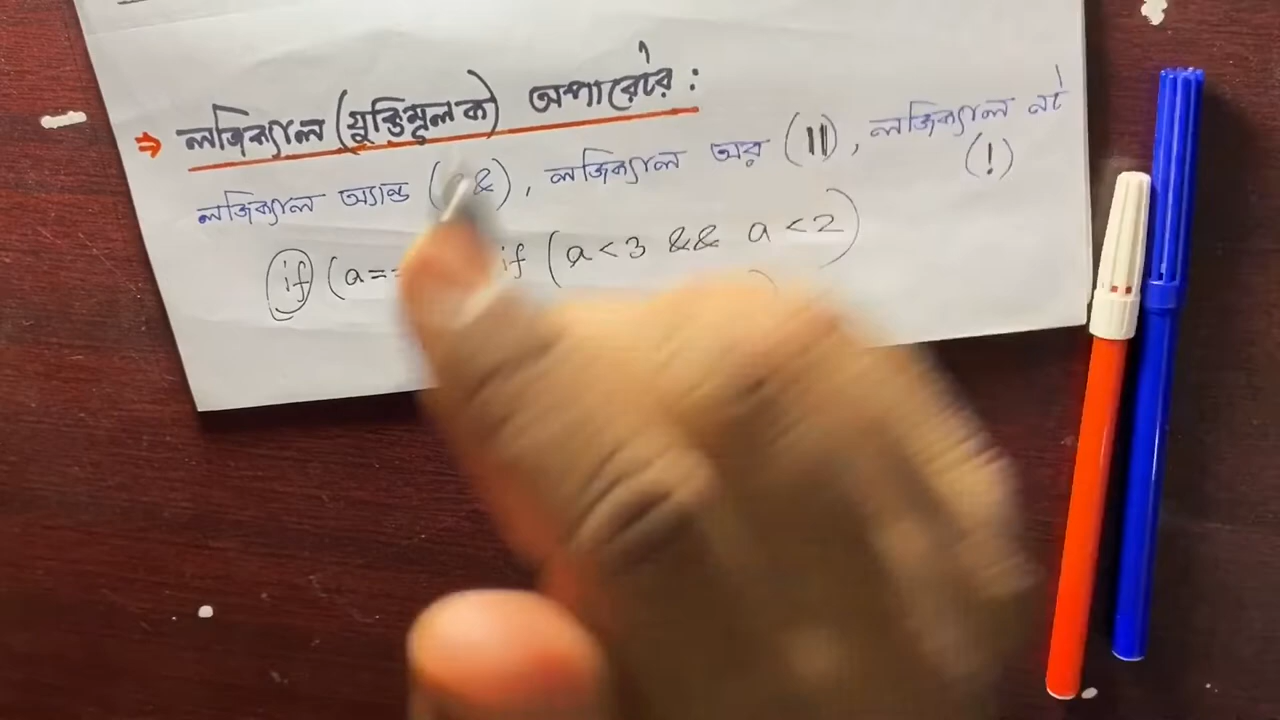 ⇒ লজিক্যাল (যুক্তিমূলক) অপারেটর :
লজিক্যাল অ্যান্ড (&&), লজিক্যাল অর (||), লজিক্যাল নট (!)
if (a== if (a<3 && a<2)